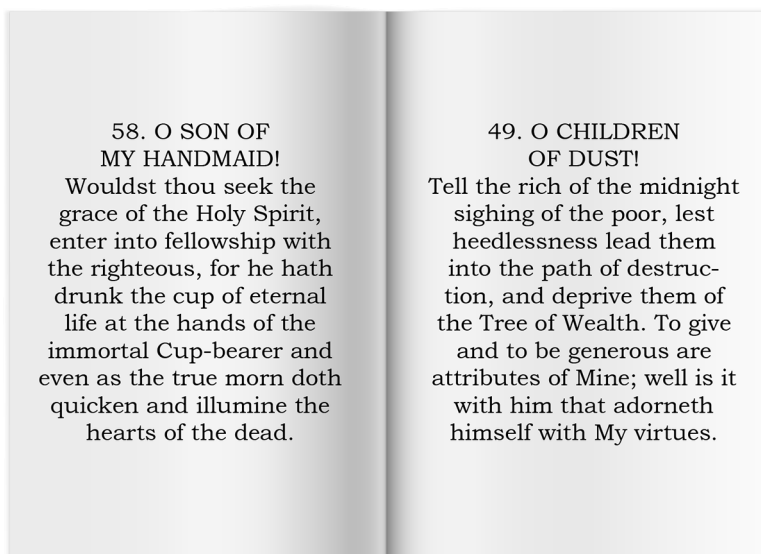 58. O SON OF
MY HANDMAID!
Wouldst thou seek the
grace of the Holy Spirit,
enter into fellowship with
the righteous, for he hath
drunk the cup of eternal
life at the hands of the
immortal Cup-bearer and
even as the true morn doth
quicken and illumine the
hearts of the dead.
49. O CHILDREN
OF DUST!
Tell the rich of the midnight
sighing of the poor, lest
heedlessness lead them
into the path of destruc-
tion, and deprive them of
the Tree of Wealth. To give
and to be generous are
attributes of Mine; well is it
with him that adorneth
himself with My virtues.